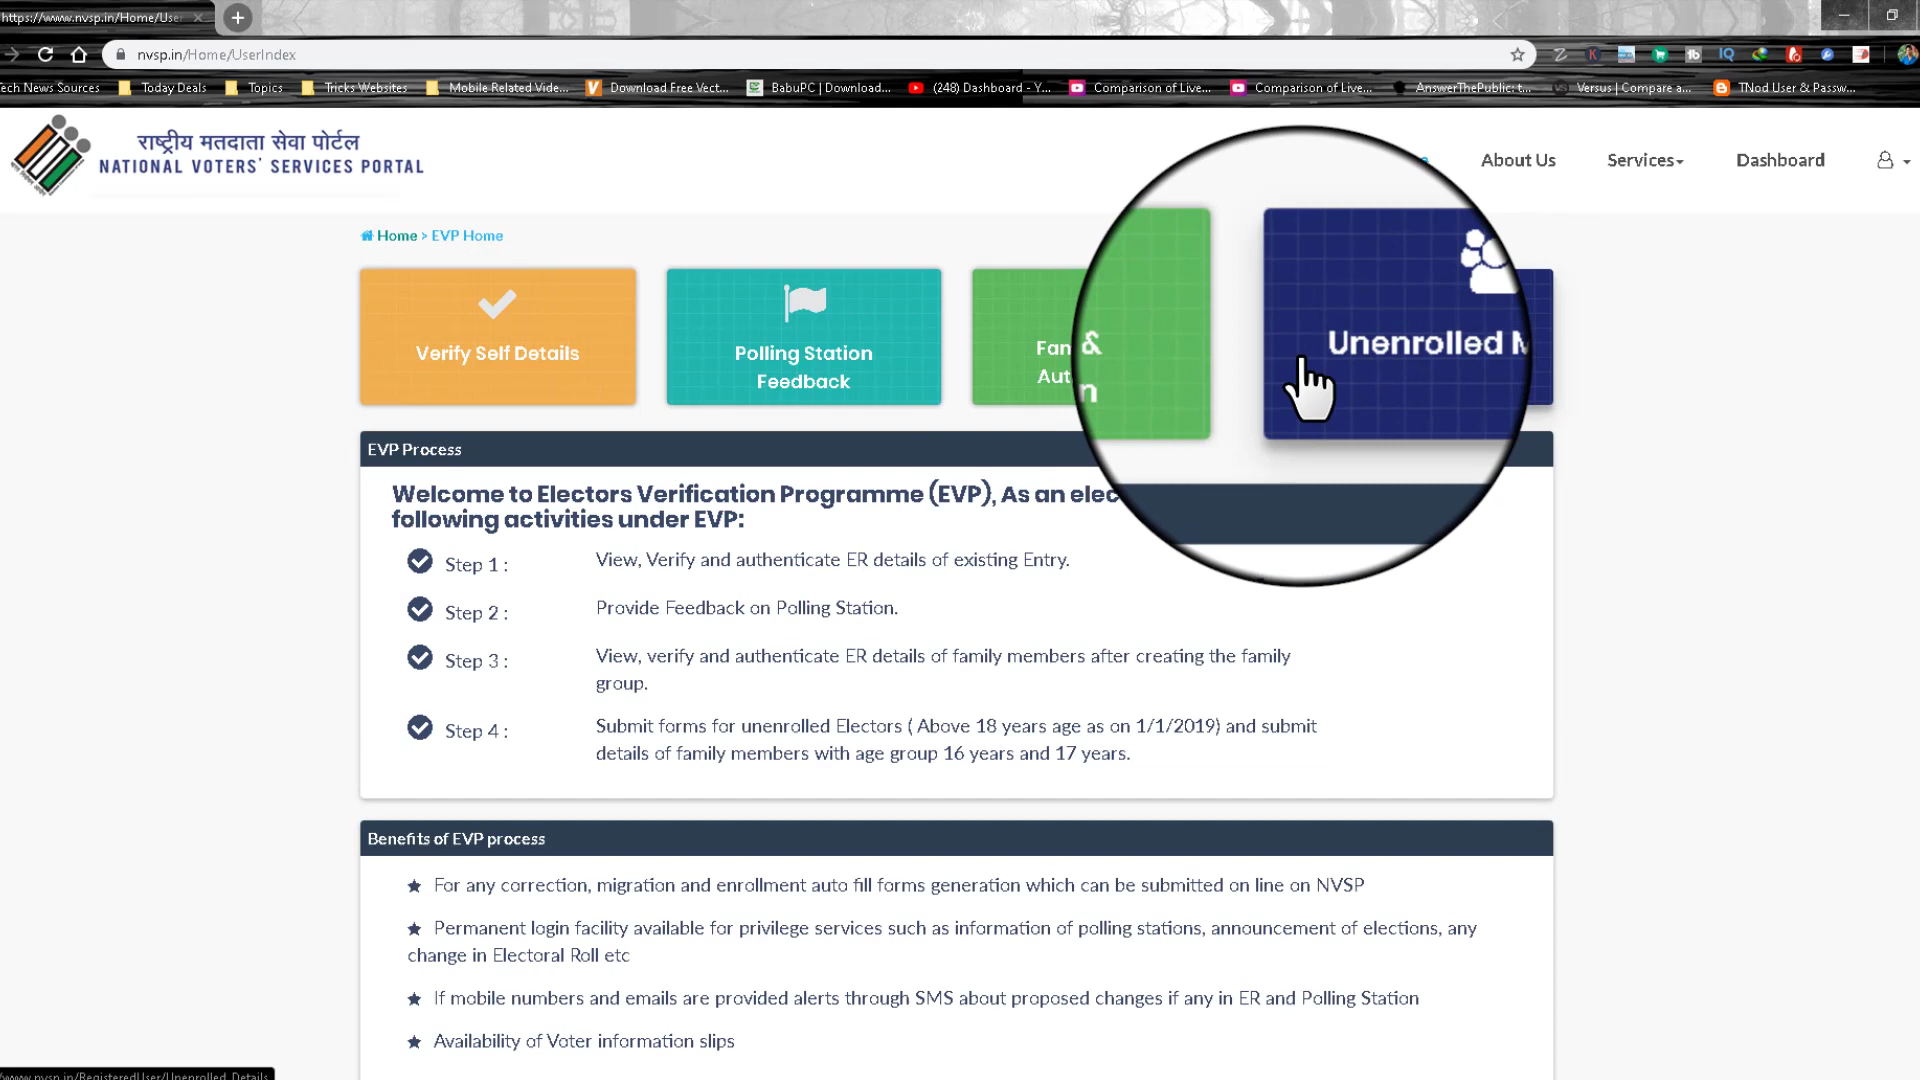 https://www.nvsp.in/Home/Use
nvsp.in/Home/UserIndex
ech News Sources
Today Deals
Topics
Tricks Websites
Mobile Related Vide...
Download Free Vect...
BabuPC | Download...
(248) Dashboard - Y...
Comparison of Live...
Comparison of Live...
AnswerThePublic: t...
Versus | Compare a...
TNod User & Passw...
राष्ट्रीय मतदाता सेवा पोर्टल
NATIONAL VOTERS' SERVICES PORTAL
About Us
Services
Dashboard
Home > EVP Home
Verify Self Details
Polling Station
Feedback
Fan
&
Aut
n
Unenrolled M
EVP Process
Welcome to Electors Verification Programme (EVP), As an elec
following activities under EVP:
Step 1 :
View, Verify and authenticate ER details of existing Entry.
Step 2 :
Provide Feedback on Polling Station.
Step 3 :
View, verify and authenticate ER details of family members after creating the family
group.
Step 4 :
Submit forms for unenrolled Electors ( Above 18 years age as on 1/1/2019) and submit
details of family members with age group 16 years and 17 years.
Benefits of EVP process
For any correction, migration and enrollment auto fill forms generation which can be submitted on line on NVSP
Permanent login facility available for privilege services such as information of polling stations, announcement of elections, any
change in Electoral Roll etc
If mobile numbers and emails are provided alerts through SMS about proposed changes if any in ER and Polling Station
Availability of Voter information slips
/www.nvsp.in/RegisteredUser/Unenrolled_Details